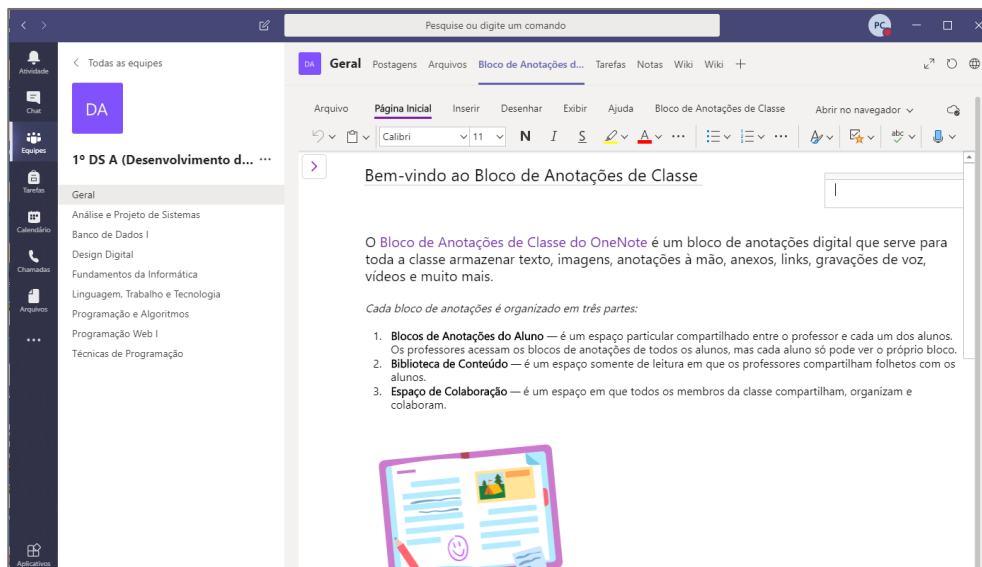 Pesquise ou digite um comando
PC
Atividade
Chat
Equipes
Tarefas
Calendário
Chamadas
Arquivos
Aplicativos
Todas as equipes
DA
1º DS A (Desenvolvimento d... ...
Geral
Análise e Projeto de Sistemas
Banco de Dados I
Design Digital
Fundamentos da Informática
Linguagem, Trabalho e Tecnologia
Programação e Algoritmos
Programação Web I
Técnicas de Programação
DA Geral Postagens Arquivos Bloco de Anotações d... Tarefas Notas Wiki Wiki +
Arquivo Página Inicial Inserir Desenhar Exibir Ajuda Bloco de Anotações de Classe Abrir no navegador
Calibri 11 N I S A ... ... A abc
Bem-vindo ao Bloco de Anotações de Classe
O Bloco de Anotações de Classe do OneNote é um bloco de anotações digital que serve para
toda a classe armazenar texto, imagens, anotações à mão, anexos, links, gravações de voz,
vídeos e muito mais.
Cada bloco de anotações é organizado em três partes:
1. Blocos de Anotações do Aluno — é um espaço particular compartilhado entre o professor e cada um dos alunos.
Os professores acessam os blocos de anotações de todos os alunos, mas cada aluno só pode ver o próprio bloco.
2. Biblioteca de Conteúdo — é um espaço somente de leitura em que os professores compartilham folhetos com os
alunos.
3. Espaço de Colaboração — é um espaço em que todos os membros da classe compartilham, organizam e
colaboram.